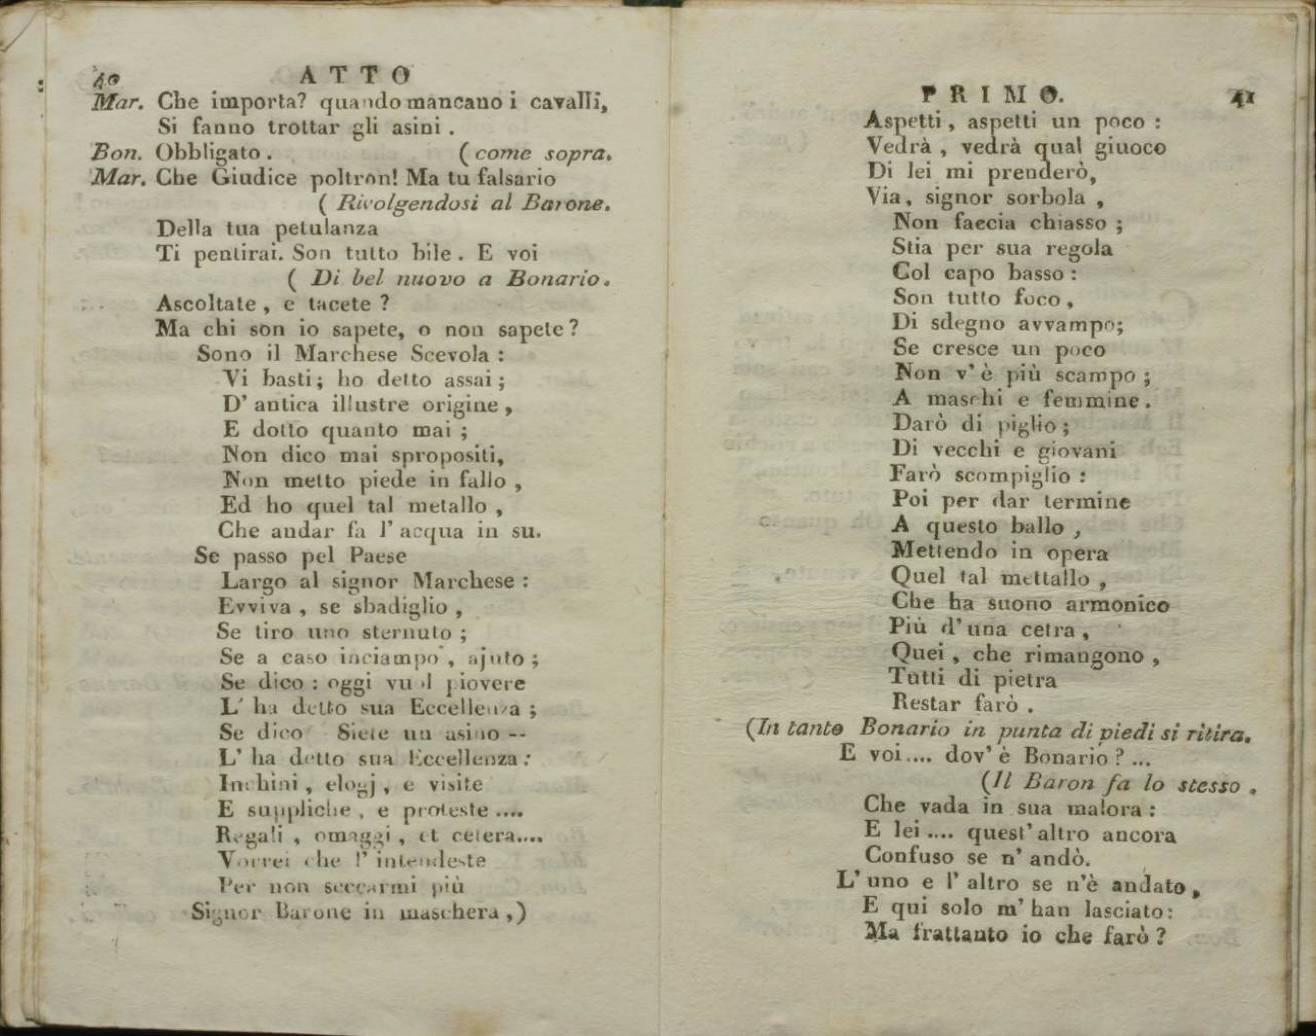 40 ATTO
Mar. Che importa? quando mancano i cavalli,
Si fanno trottar gli asini.
Bon. Obbligato. (come sopra.
Mar. Che Giudice poltron! Ma tu falsario
( Rivolgendosi al Barone.
Della tua petulanza
Ti pentirai. Son tutto bile. E voi
( Di bel nuovo a Bonario.
Ascoltate, e tacete?
Ma chi son io sapete, o non sapete?
Sono il Marchese Scevola:
Vi basti; ho detto assai;
D'antica illustre origine,
E dotto quanto mai;
Non dico mai spropositi,
Non metto piede in fallo,
Ed ho quel tal metallo,
Che andar fa l'acqua in su.
Se passo pel Paese
Largo al signor Marchese:
Evviva, se sbadiglio,
Se tiro uno sternuto;
Se a caso inciampo, ajuto;
Se dico: oggi vuol piovere
L'ha detto sua Eccellenza;
Se dico Siete un asino --
L'ha detto sua Eccellenza:
Inchini, elogj, e visite
E suppliche, e proteste....
Regali, omaggi, et cetera....
Vorrei che l'intendeste
Per non seccarmi più
Signor Barone in maschera,)
PRIMO. 41
Aspetti, aspetti un poco:
Vedrà, vedrà qual giuoco
Di lei mi prenderò,
Via, signor sorbola,
Non faccia chiasso;
Stia per sua regola
Col capo basso:
Son tutto foco,
Di sdegno avvampo;
Se cresce un poco
Non v'è più scampo;
A maschi e femmine.
Darò di piglio;
Di vecchi e giovani
Farò scompiglio:
Poi per dar termine
A questo ballo,
Mettendo in opera
Quel tal mettallo,
Che ha suono armonico
Più d'una cetra,
Quei, che rimangono,
Tutti di pietra
Restar farò.
(In tanto Bonario in punta di piedi si ritira.
E voi.... dov'è Bonario?...
(Il Baron fa lo stesso.
Che vada in sua malora:
E lei.... quest'altro ancora
Confuso se n'andò.
L'uno e l'altro se n'è andato,
E qui solo m'han lasciato:
Ma frattanto io che farò?